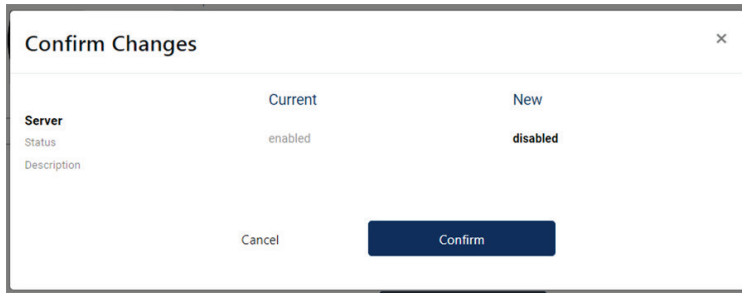 Confirm Changes ×
Current New
Server
Status enabled disabled
Description
Cancel Confirm